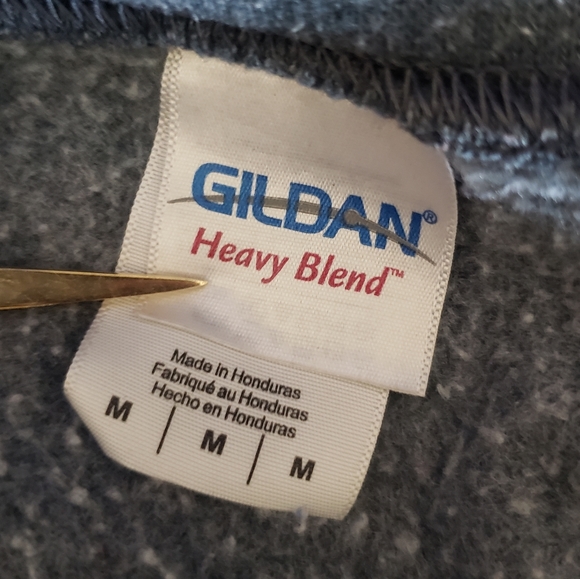 GILDAN®
Heavy Blend™
Made in Honduras
Fabriqué au Honduras
Hecho en Honduras
M | M | M